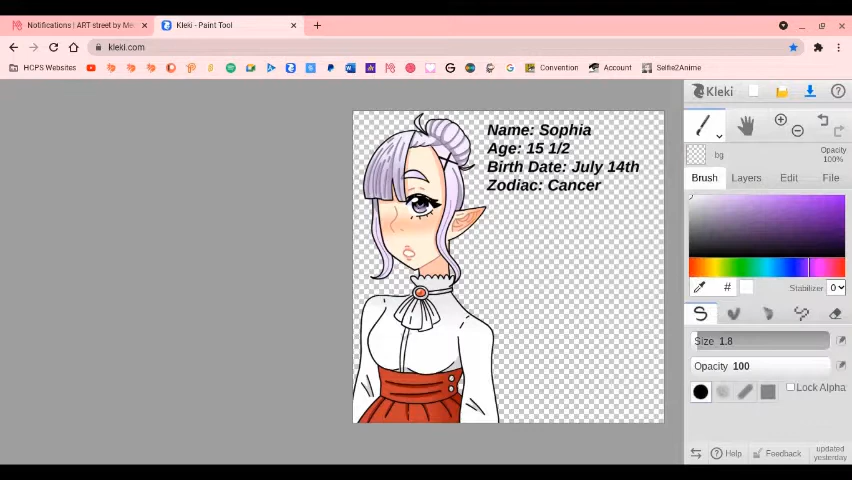 Notifications | ART street by Me
Kleki - Paint Tool
kleki.com
HCPS Websites
Convention
Account
Selfie2Anime
Kleki
bg
Opacity
100%
Brush Layers Edit File
Name: Sophia
Age: 15 1/2
Birth Date: July 14th
Zodiac: Cancer
# Stabilizer 0
Size 1.8
Opacity 100
Lock Alpha
Help Feedback updated
yesterday